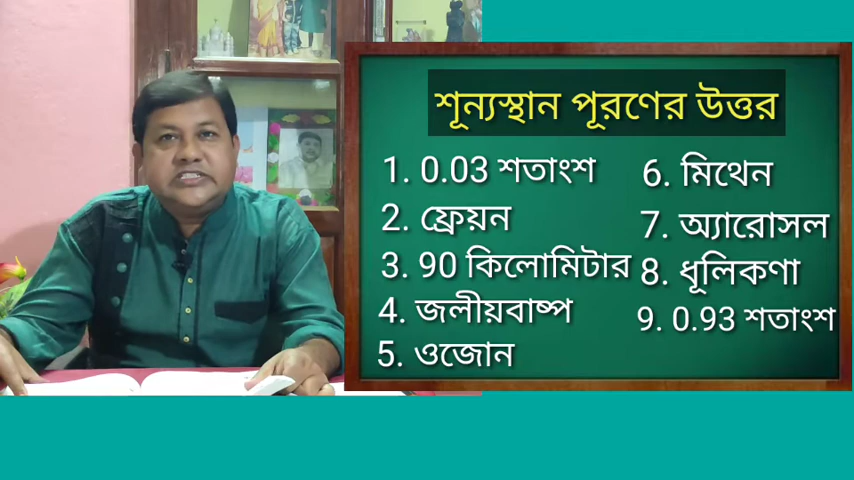 শূন্যস্থান পূরণের উত্তর
1. 0.03 শতাংশ
2. ফ্রেয়ন
3. 90 কিলোমিটার
4. জলীয়বাষ্প
5. ওজোন
6. মিথেন
7. অ্যারোসল
8. ধূলিকণা
9. 0.93 শতাংশ